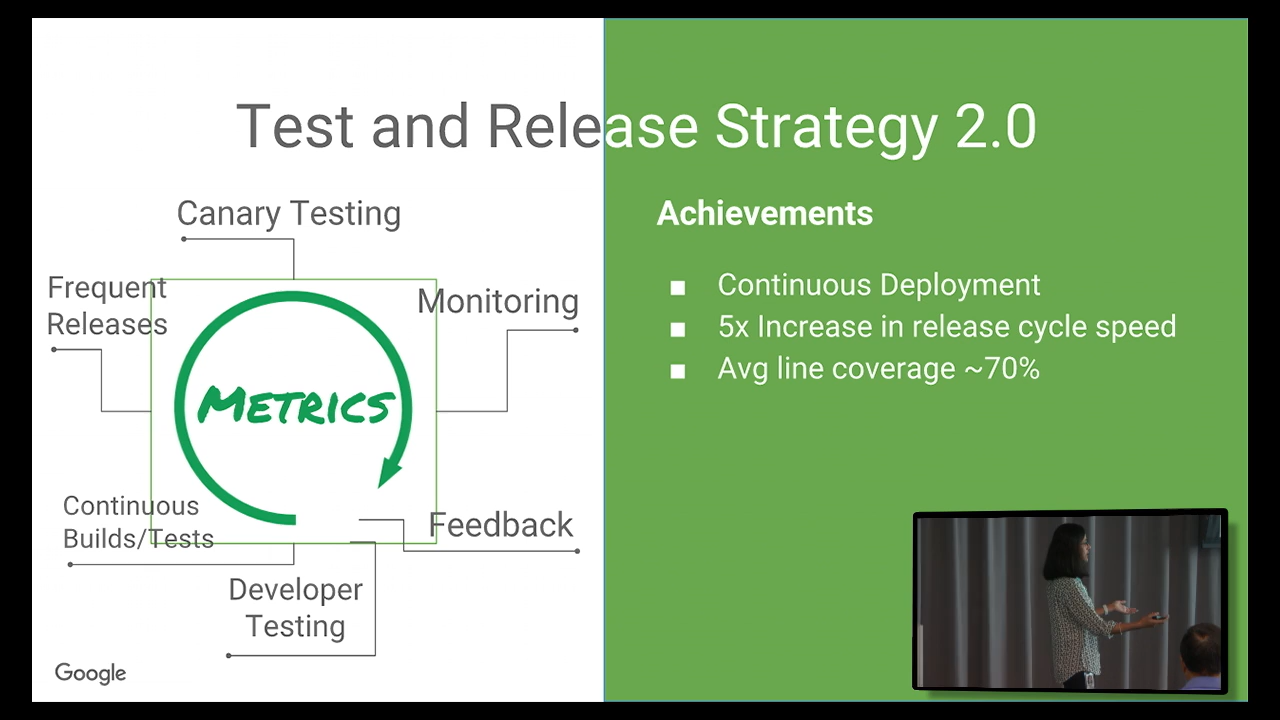 Test and Release Strategy 2.0
Canary Testing
Frequent
Releases
Monitoring
METRICS
Continuous
Builds/Tests
Feedback
Developer
Testing
Google
Achievements
Continuous Deployment
5x Increase in release cycle speed
Avg line coverage ~70%